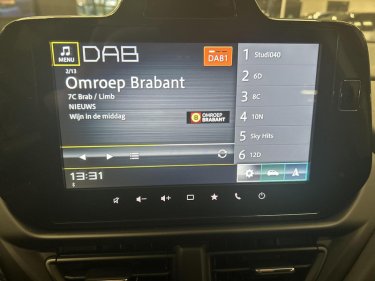 MENU
DAB
DAB1
2/13
Omroep Brabant
7C Brab / Limb
NIEUWS
Wijn in de middag
OMROEP
BRABANT
1 Studi040
2 6D
3 8C
4 10N
5 Sky Hits
6 12D
13:31